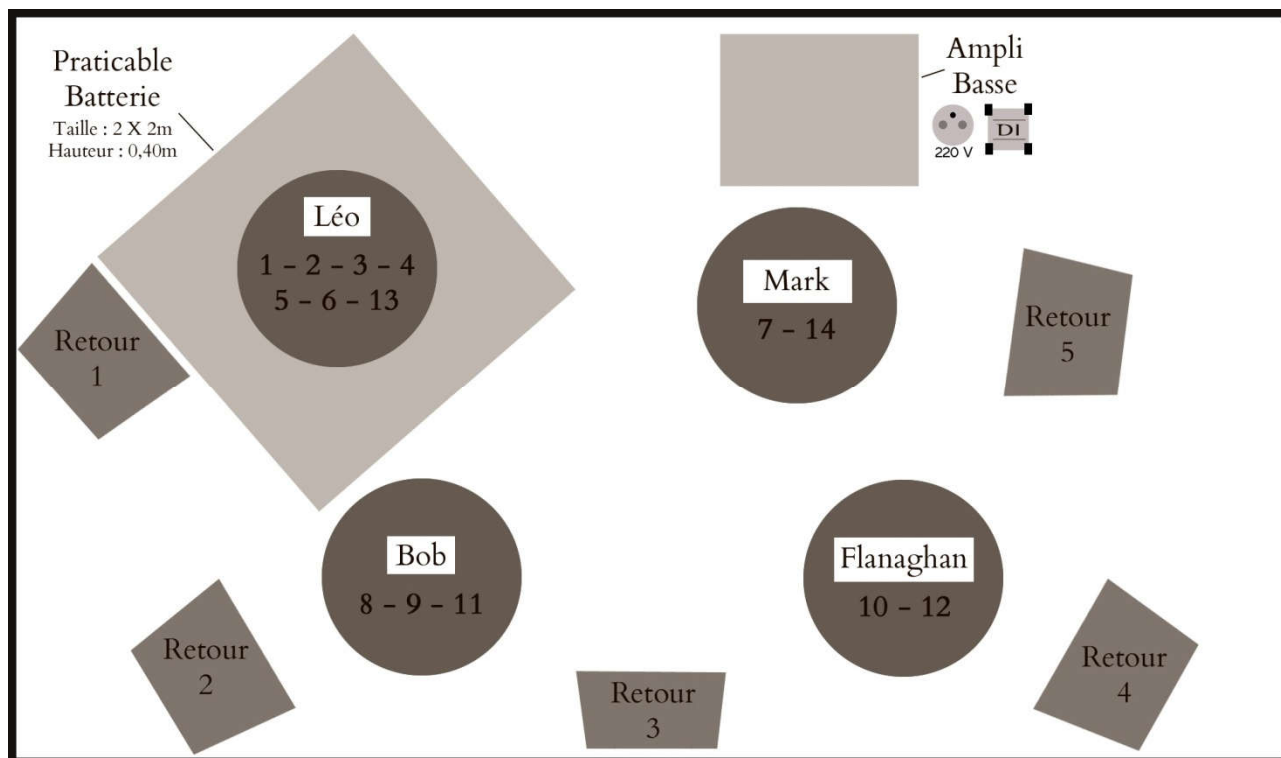 Praticable
Batterie
Taille : 2 X 2m
Hauteur : 0,40m
Ampli
Basse
220 V
DI
Léo
1 - 2 - 3 - 4
5 - 6 - 13
Mark
7 - 14
Retour
1
Retour
5
Bob
8 - 9 - 11
Flanaghan
10 - 12
Retour
2
Retour
3
Retour
4